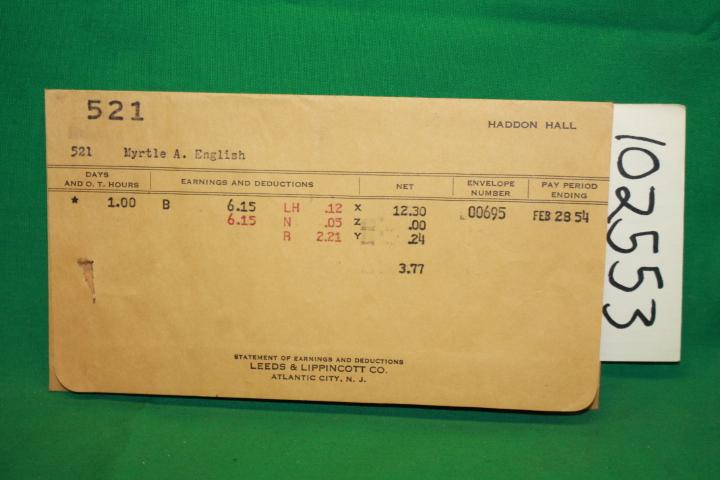 521
HADDON HALL
521 Myrtle A. English
DAYS AND O. T. HOURS EARNINGS AND DEDUCTIONS NET ENVELOPE NUMBER PAY PERIOD ENDING
* 1.00 B 6.15 LH .12 X 12.30 00695 FEB 28 54
6.15 N .03 Z .00
R 2.21 Y .24
3.77
STATEMENT OF EARNINGS AND DEDUCTIONS
LEEDS & LIPPINCOTT CO.
ATLANTIC CITY, N. J.
102553